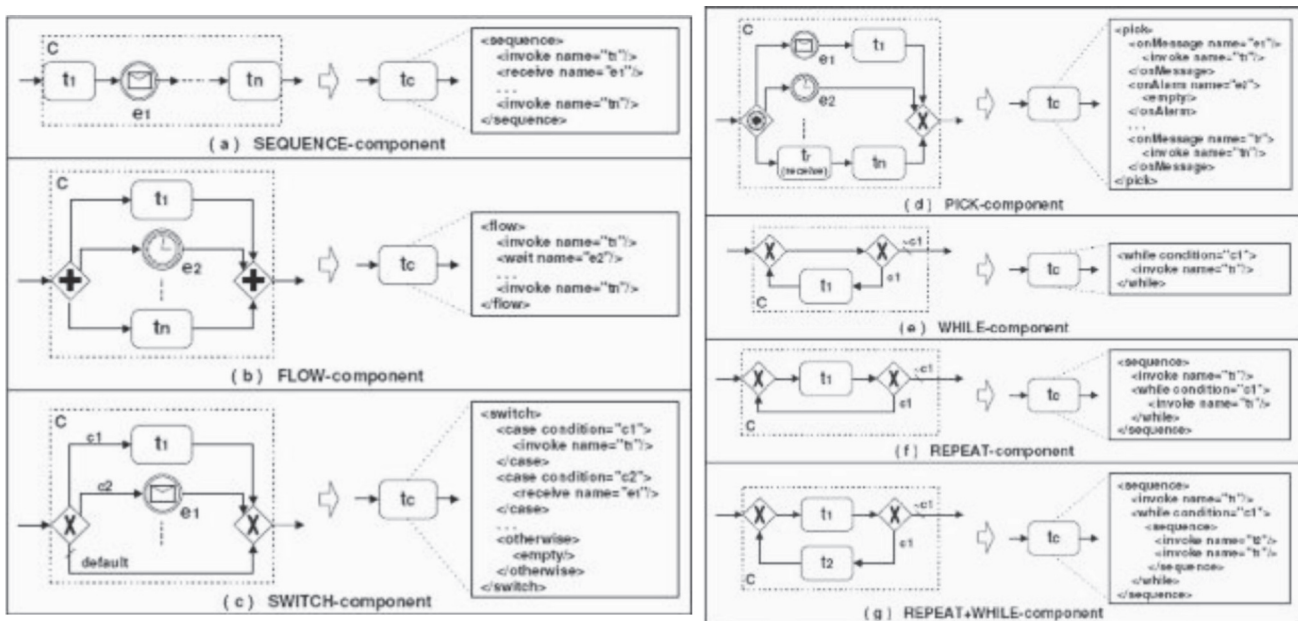 C
t1
e1
tn
tc
<sequence>
<invoke name="t1"/>
<receive name="e1"/>
...
<invoke name="tn"/>
</sequence>
( a ) SEQUENCE-component
C
t1
e2
tn
tc
<flow>
<invoke name="t1"/>
<wait name="e2"/>
...
<invoke name="tn"/>
</flow>
( b ) FLOW-component
C
c1
t1
c2
e1
default
tc
<switch>
<case condition="c1">
<invoke name="t1"/>
</case>
<case condition="c2">
<receive name="e1"/>
</case>
...
<otherwise>
<empty/>
</otherwise>
</switch>
( c ) SWITCH-component
C
e1
t1
e2
tr
(receive)
tn
tc
<pick>
<onMessage name="e1"/>
<invoke name="t1"/>
</onMessage>
<onAlarm name="e2">
<empty/>
</onAlarm>
...
<onMessage name="tr">
<invoke name="tn"/>
</onMessage>
</pick>
( d ) PICK-component
c1
t1
c1
C
tc
<while condition="c1">
<invoke name="t1"/>
</while>
( e ) WHILE-component
t1
c1
c1
C
tc
<sequence>
<invoke name="t1"/>
<while condition="c1">
<invoke name="t1"/>
</while>
</sequence>
( f ) REPEAT-component
t1
c1
c1
t2
C
tc
<sequence>
<invoke name="t1"/>
<while condition="c1">
<sequence>
<invoke name="t2"/>
<invoke name="t1"/>
</sequence>
</while>
</sequence>
( g ) REPEAT+WHILE-component